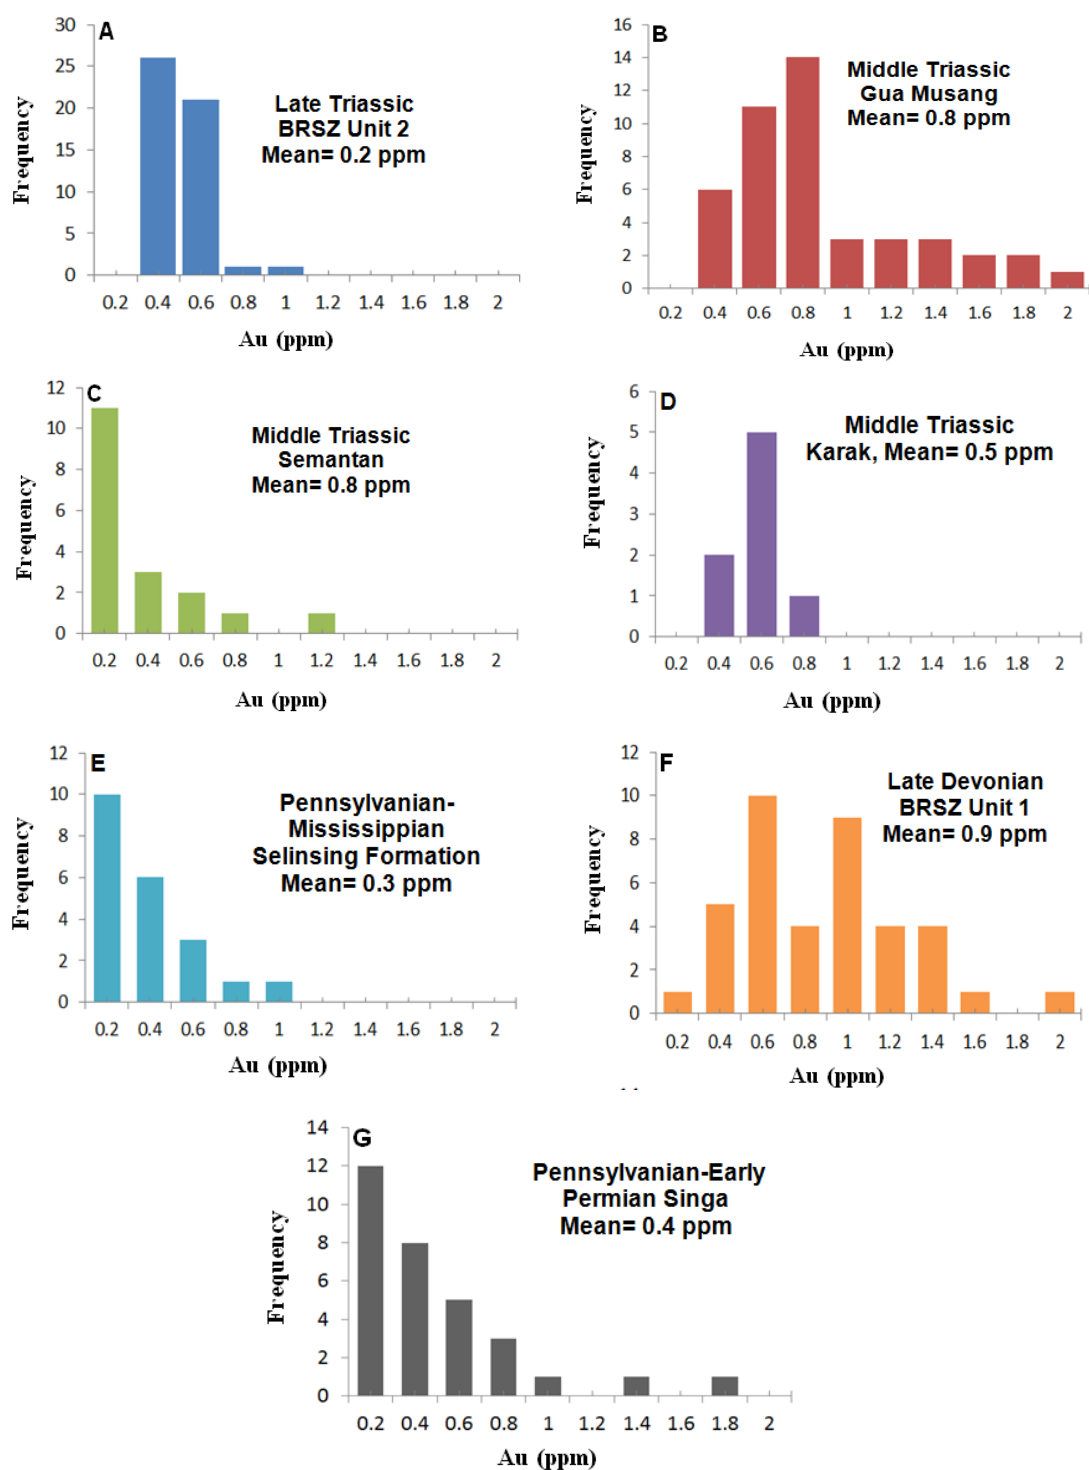 A
Late Triassic
BRSZ Unit 2
Mean= 0.2 ppm
Frequency
30
25
20
15
10
5
0
0.2 0.4 0.6 0.8 1 1.2 1.4 1.6 1.8 2
Au (ppm)
B
Middle Triassic
Gua Musang
Mean= 0.8 ppm
Frequency
16
14
12
10
8
6
4
2
0
0.2 0.4 0.6 0.8 1 1.2 1.4 1.6 1.8 2
Au (ppm)
C
Middle Triassic
Semantan
Mean= 0.8 ppm
Frequency
12
10
8
6
4
2
0
0.2 0.4 0.6 0.8 1 1.2 1.4 1.6 1.8 2
Au (ppm)
D
Middle Triassic
Karak, Mean= 0.5 ppm
Frequency
6
5
4
3
2
1
0
0.2 0.4 0.6 0.8 1 1.2 1.4 1.6 1.8 2
Au (ppm)
E
Pennsylvanian-
Mississippian
Selinsing Formation
Mean= 0.3 ppm
Frequency
12
10
8
6
4
2
0
0.2 0.4 0.6 0.8 1 1.2 1.4 1.6 1.8 2
Au (ppm)
F
Late Devonian
BRSZ Unit 1
Mean= 0.9 ppm
Frequency
12
10
8
6
4
2
0
0.2 0.4 0.6 0.8 1 1.2 1.4 1.6 1.8 2
Au (ppm)
G
Pennsylvanian-Early
Permian Singa
Mean= 0.4 ppm
Frequency
14
12
10
8
6
4
2
0
0.2 0.4 0.6 0.8 1 1.2 1.4 1.6 1.8 2
Au (ppm)